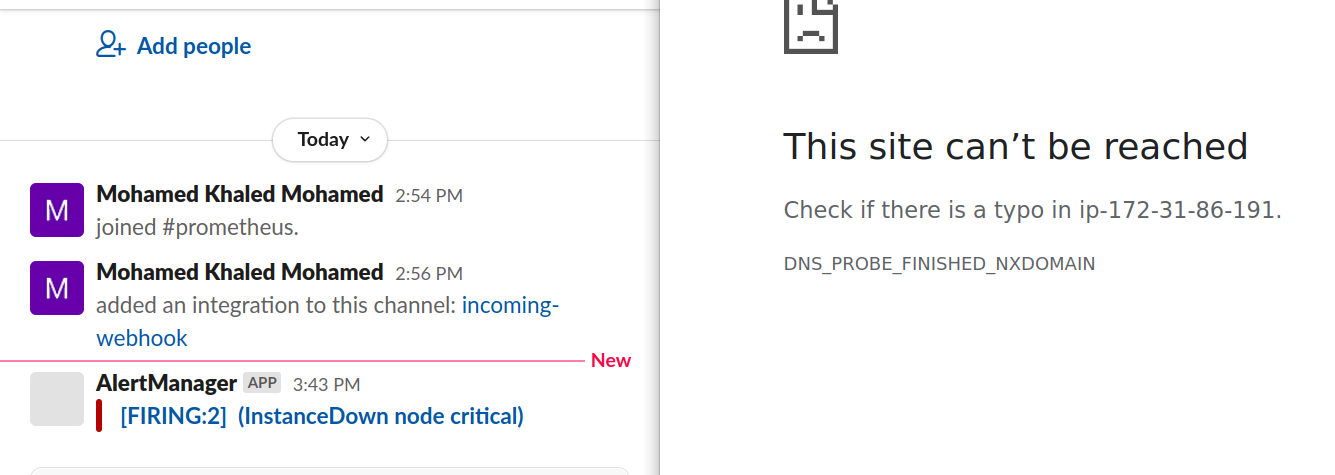 Add people
Today
M
Mohamed Khaled Mohamed 2:54 PM
joined #prometheus.
M
Mohamed Khaled Mohamed 2:56 PM
added an integration to this channel: incoming-
webhook
New
AlertManager APP 3:43 PM
[FIRING:2] (InstanceDown node critical)
This site can’t be reached
Check if there is a typo in ip-172-31-86-191.
DNS_PROBE_FINISHED_NXDOMAIN